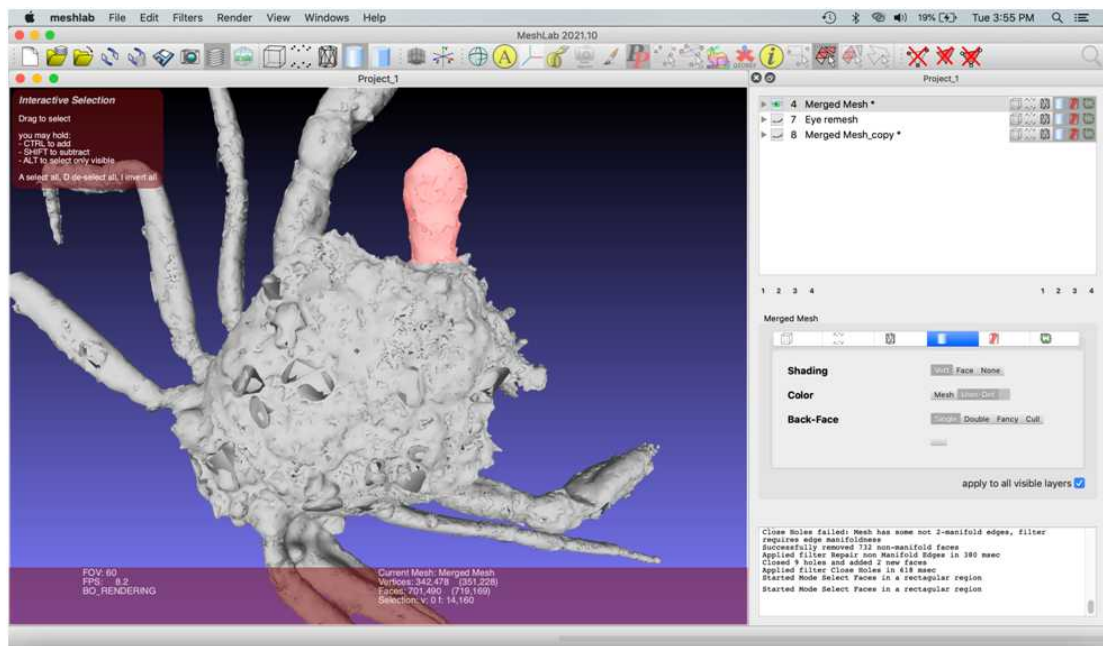 meshlab File Edit Filters Render View Windows Help 19% Tue 3:55 PM
MeshLab 2021.10
Project_1
Interactive Selection
Drag to select
you may hold:
- CTRL to add
- SHIFT to subtract
- ALT to select only visible
A select all, D de-select all, I invert all
FOV: 60
FPS: 8.2
BO_RENDERING
Current Mesh: Merged Mesh
Vertices: 342,478 (351,228)
Faces: 701,490 (719,169)
Selection: v: 0 f: 14,160
Project_1
4 Merged Mesh *
7 Eye remesh
8 Merged Mesh_copy *
1 2 3 4 1 2 3 4
Merged Mesh
Shading Vert Face None
Color Mesh User-Def
Back-Face Single Double Fancy Cull
apply to all visible layers
Close Holes failed: Mesh has some not 2-manifold edges, filter
requires edge manifoldness
Successfully removed 732 non-manifold faces
Applied filter Repair non Manifold Edges in 380 msec
Closed 9 holes and added 2 new faces
Applied filter Close Holes in 618 msec
Started Mode Select Faces in a rectagular region
Started Mode Select Faces in a rectagular region